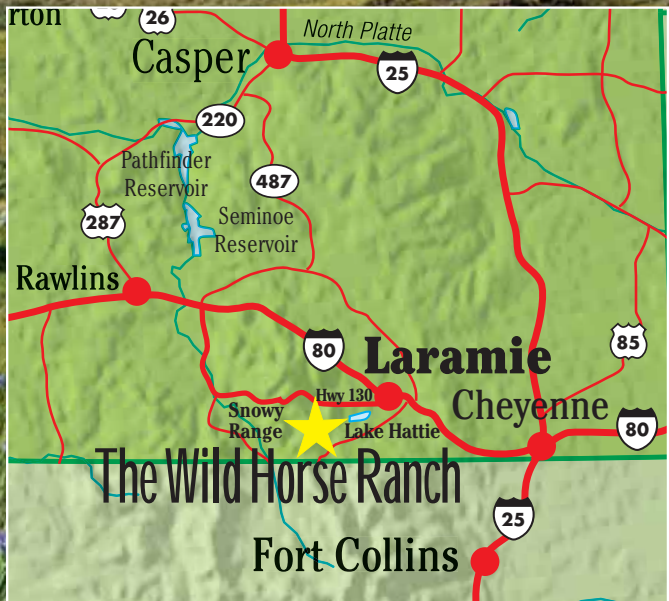 rton
26
North Platte
Casper
25
220
Pathfinder
Reservoir
487
287
Seminoe
Reservoir
Rawlins
80
85
Laramie
Hwy 130
Cheyenne
Snowy
Range
Lake Hattie
80
The Wild Horse Ranch
25
Fort Collins